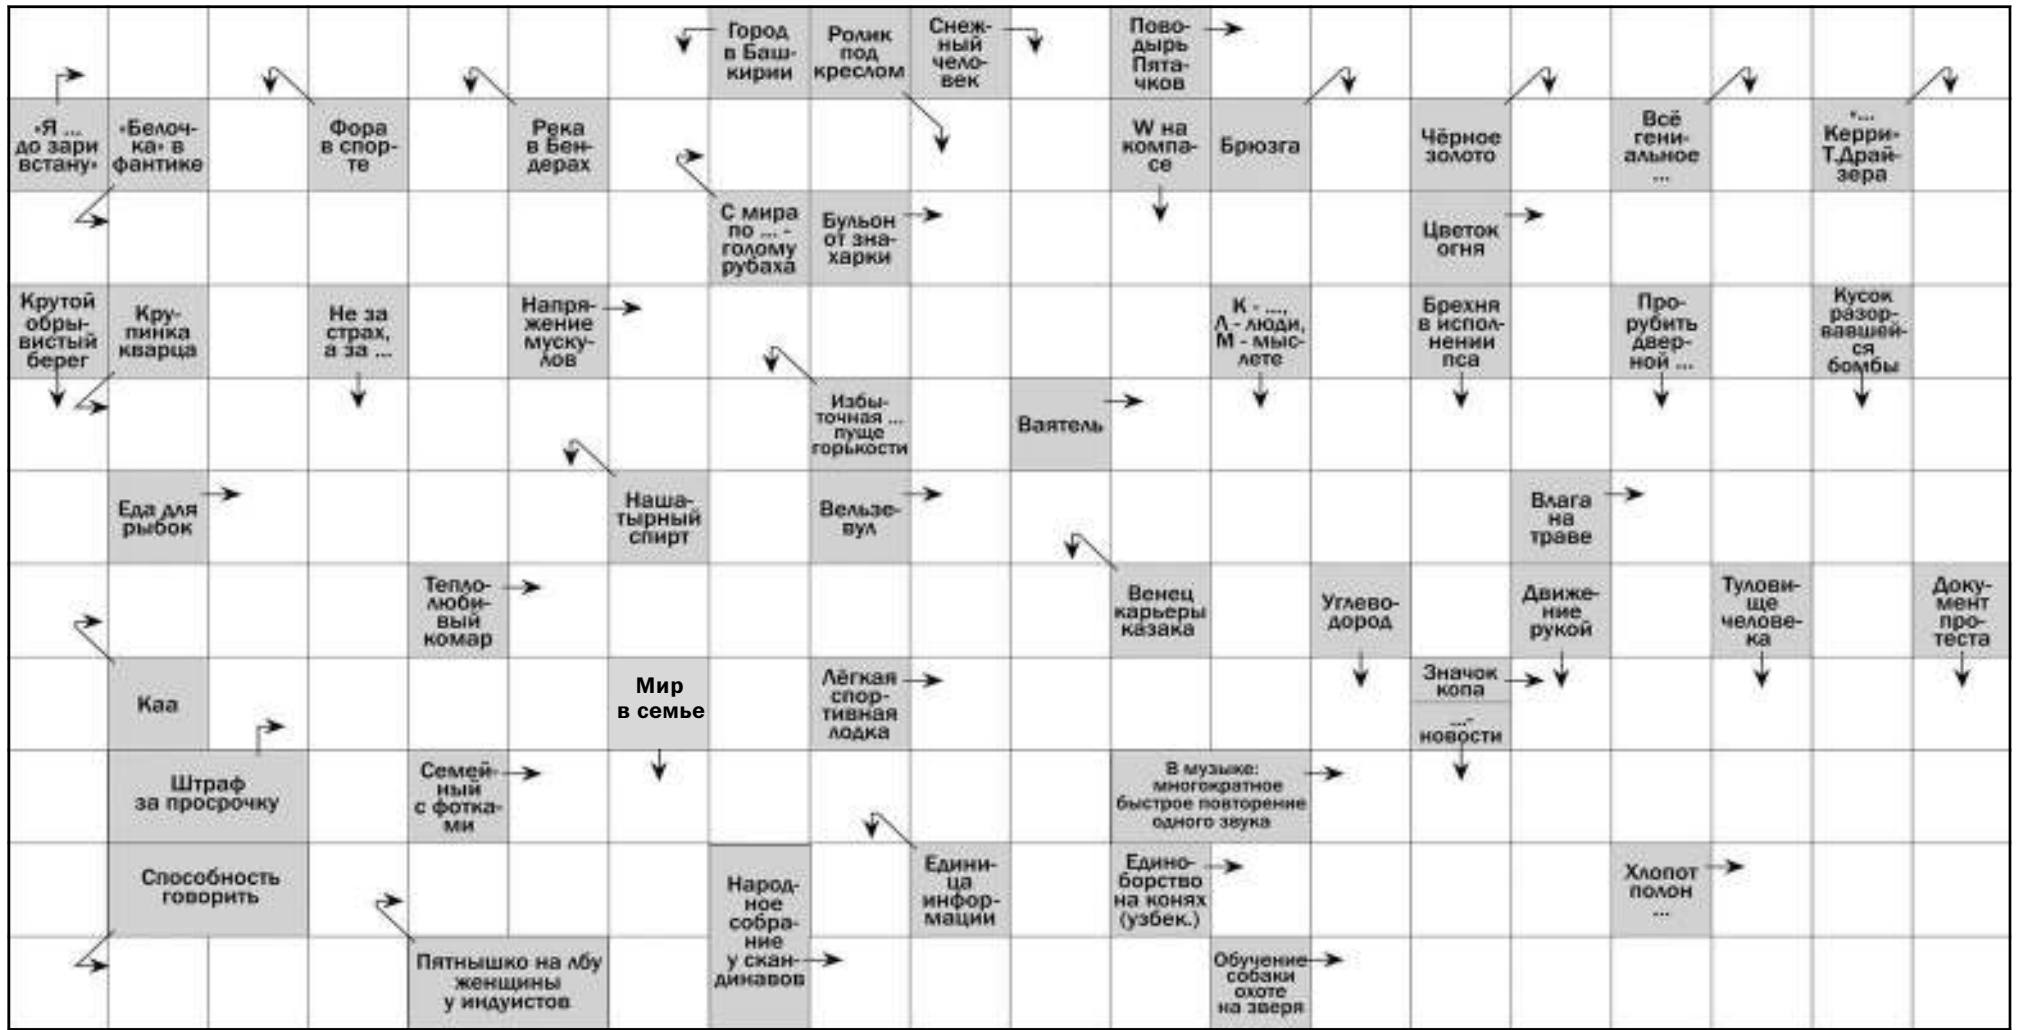 Город
в Баш-
кирии
Ролик
под
креслом
Снеж-
ный
чело-
век
Пово-
дырь
Пята-
чков
«Я ...
до зари
встану»
«Белоч-
ка» в
фантике
Фора
в спор-
те
Река
в Бен-
дерах
W на
компа-
се
Брюзга
Чёрное
золото
Всё
гени-
альное
...
«...
Керри»
Т.Драй-
зера
С мира
по ... -
голому
рубаха
Бульон
от зна-
харки
Цветок
огня
Крутой
обры-
вистый
берег
Кру-
пинка
кварца
Не за
страх,
а за ...
Напря-
жение
муску-
лов
К - ...,
Л - люди,
М - мыс-
лете
Брехня
в испол-
нении
пса
Про-
рубить
двер-
ной ...
Кусок
разор-
вавшей-
ся
бомбы
Избы-
точная ...
пуще
горькости
Ваятель
Еда для
рыбок
Наша-
тырный
спирт
Вельзе-
вул
Влага
на
траве
Тепло-
люби-
вый
комар
Венец
карьеры
казака
Углево-
дород
Движе-
ние
рукой
Тулови-
ще
челове-
ка
Доку-
мент
про-
теста
Каа
Мир
в семье
Лёгкая
спор-
тивная
лодка
Значок
копа
...-
новости
Штраф
за просрочку
Семей-
ный
с фотка-
ми
В музыке:
многократное
быстрое повторение
одного звука
Способность
говорить
Народ-
ное
собра-
ние
у скан-
динавов
Едини-
ца
инфор-
мации
Едино-
борство
на конях
(узбек.)
Хлопот
полон
...
Пятнышко на лбу
женщины
у индуистов
Обучение
собаки
охоте
на зверя